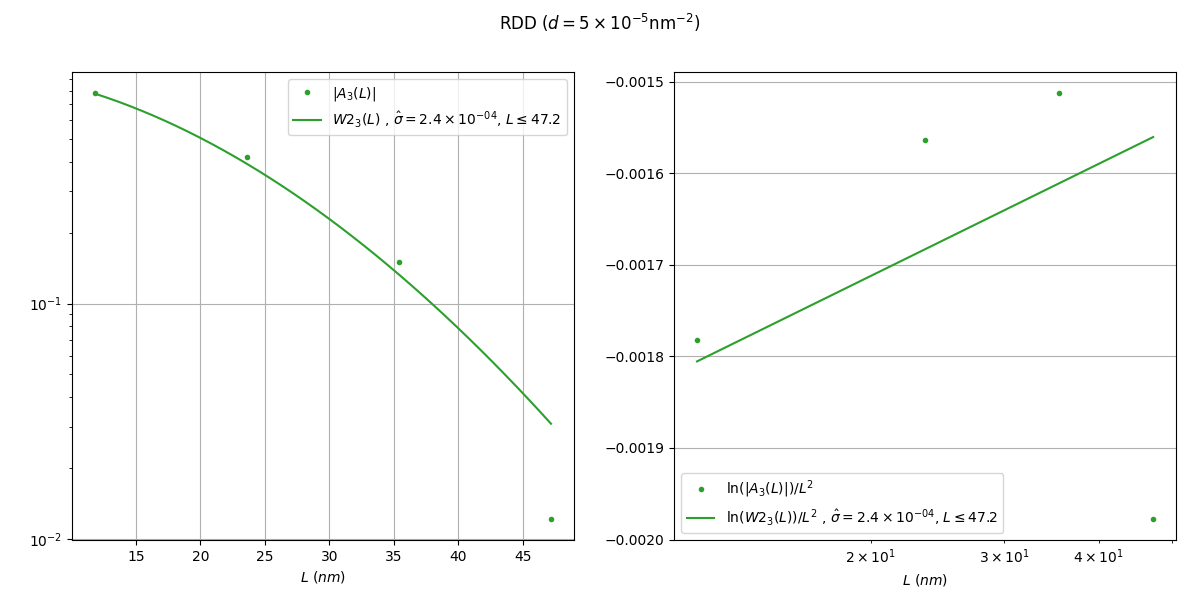 RDD (d = 5 × 10⁻⁵nm⁻²)
|A₃(L)|
W2₃(L) , σ̂ = 2.4 × 10⁻⁰⁴, L ≤ 47.2
10⁻¹
10⁻²
15 20 25 30 35 40 45
L (nm)
−0.0015
−0.0016
−0.0017
−0.0018
−0.0019
−0.0020
ln(|A₃(L)|)/L²
ln(W2₃(L))/L² , σ̂ = 2.4 × 10⁻⁰⁴, L ≤ 47.2
2 × 10¹ 3 × 10¹ 4 × 10¹
L (nm)